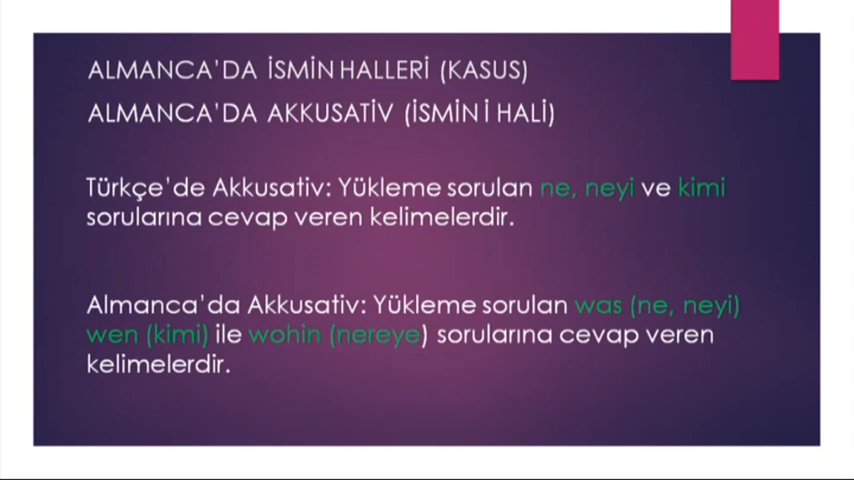 ALMANCA'DA İSMİN HALLERİ (KASUS)
ALMANCA'DA AKKUSATİV (İSMİN İ HALİ)
Türkçe'de Akkusativ: Yükleme sorulan ne, neyi ve kimi
sorularına cevap veren kelimelerdir.
Almanca'da Akkusativ: Yükleme sorulan was (ne, neyi)
wen (kimi) ile wohin (nereye) sorularına cevap veren
kelimelerdir.